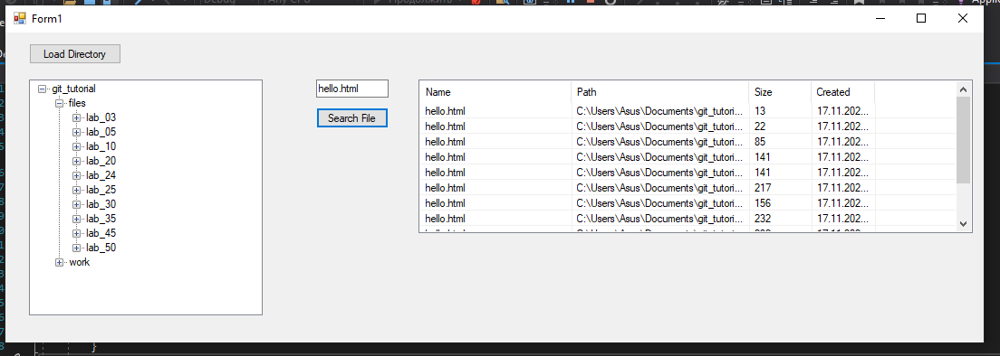 Form1
Load Directory
git_tutorial
files
lab_03
lab_05
lab_10
lab_20
lab_24
lab_25
lab_30
lab_35
lab_45
lab_50
work
hello.html
Search File
Name Path Size Created
hello.html C:\Users\Asus\Documents\git_tutori... 13 17.11.202...
hello.html C:\Users\Asus\Documents\git_tutori... 22 17.11.202...
hello.html C:\Users\Asus\Documents\git_tutori... 85 17.11.202...
hello.html C:\Users\Asus\Documents\git_tutori... 141 17.11.202...
hello.html C:\Users\Asus\Documents\git_tutori... 141 17.11.202...
hello.html C:\Users\Asus\Documents\git_tutori... 217 17.11.202...
hello.html C:\Users\Asus\Documents\git_tutori... 156 17.11.202...
hello.html C:\Users\Asus\Documents\git_tutori... 232 17.11.202...
}